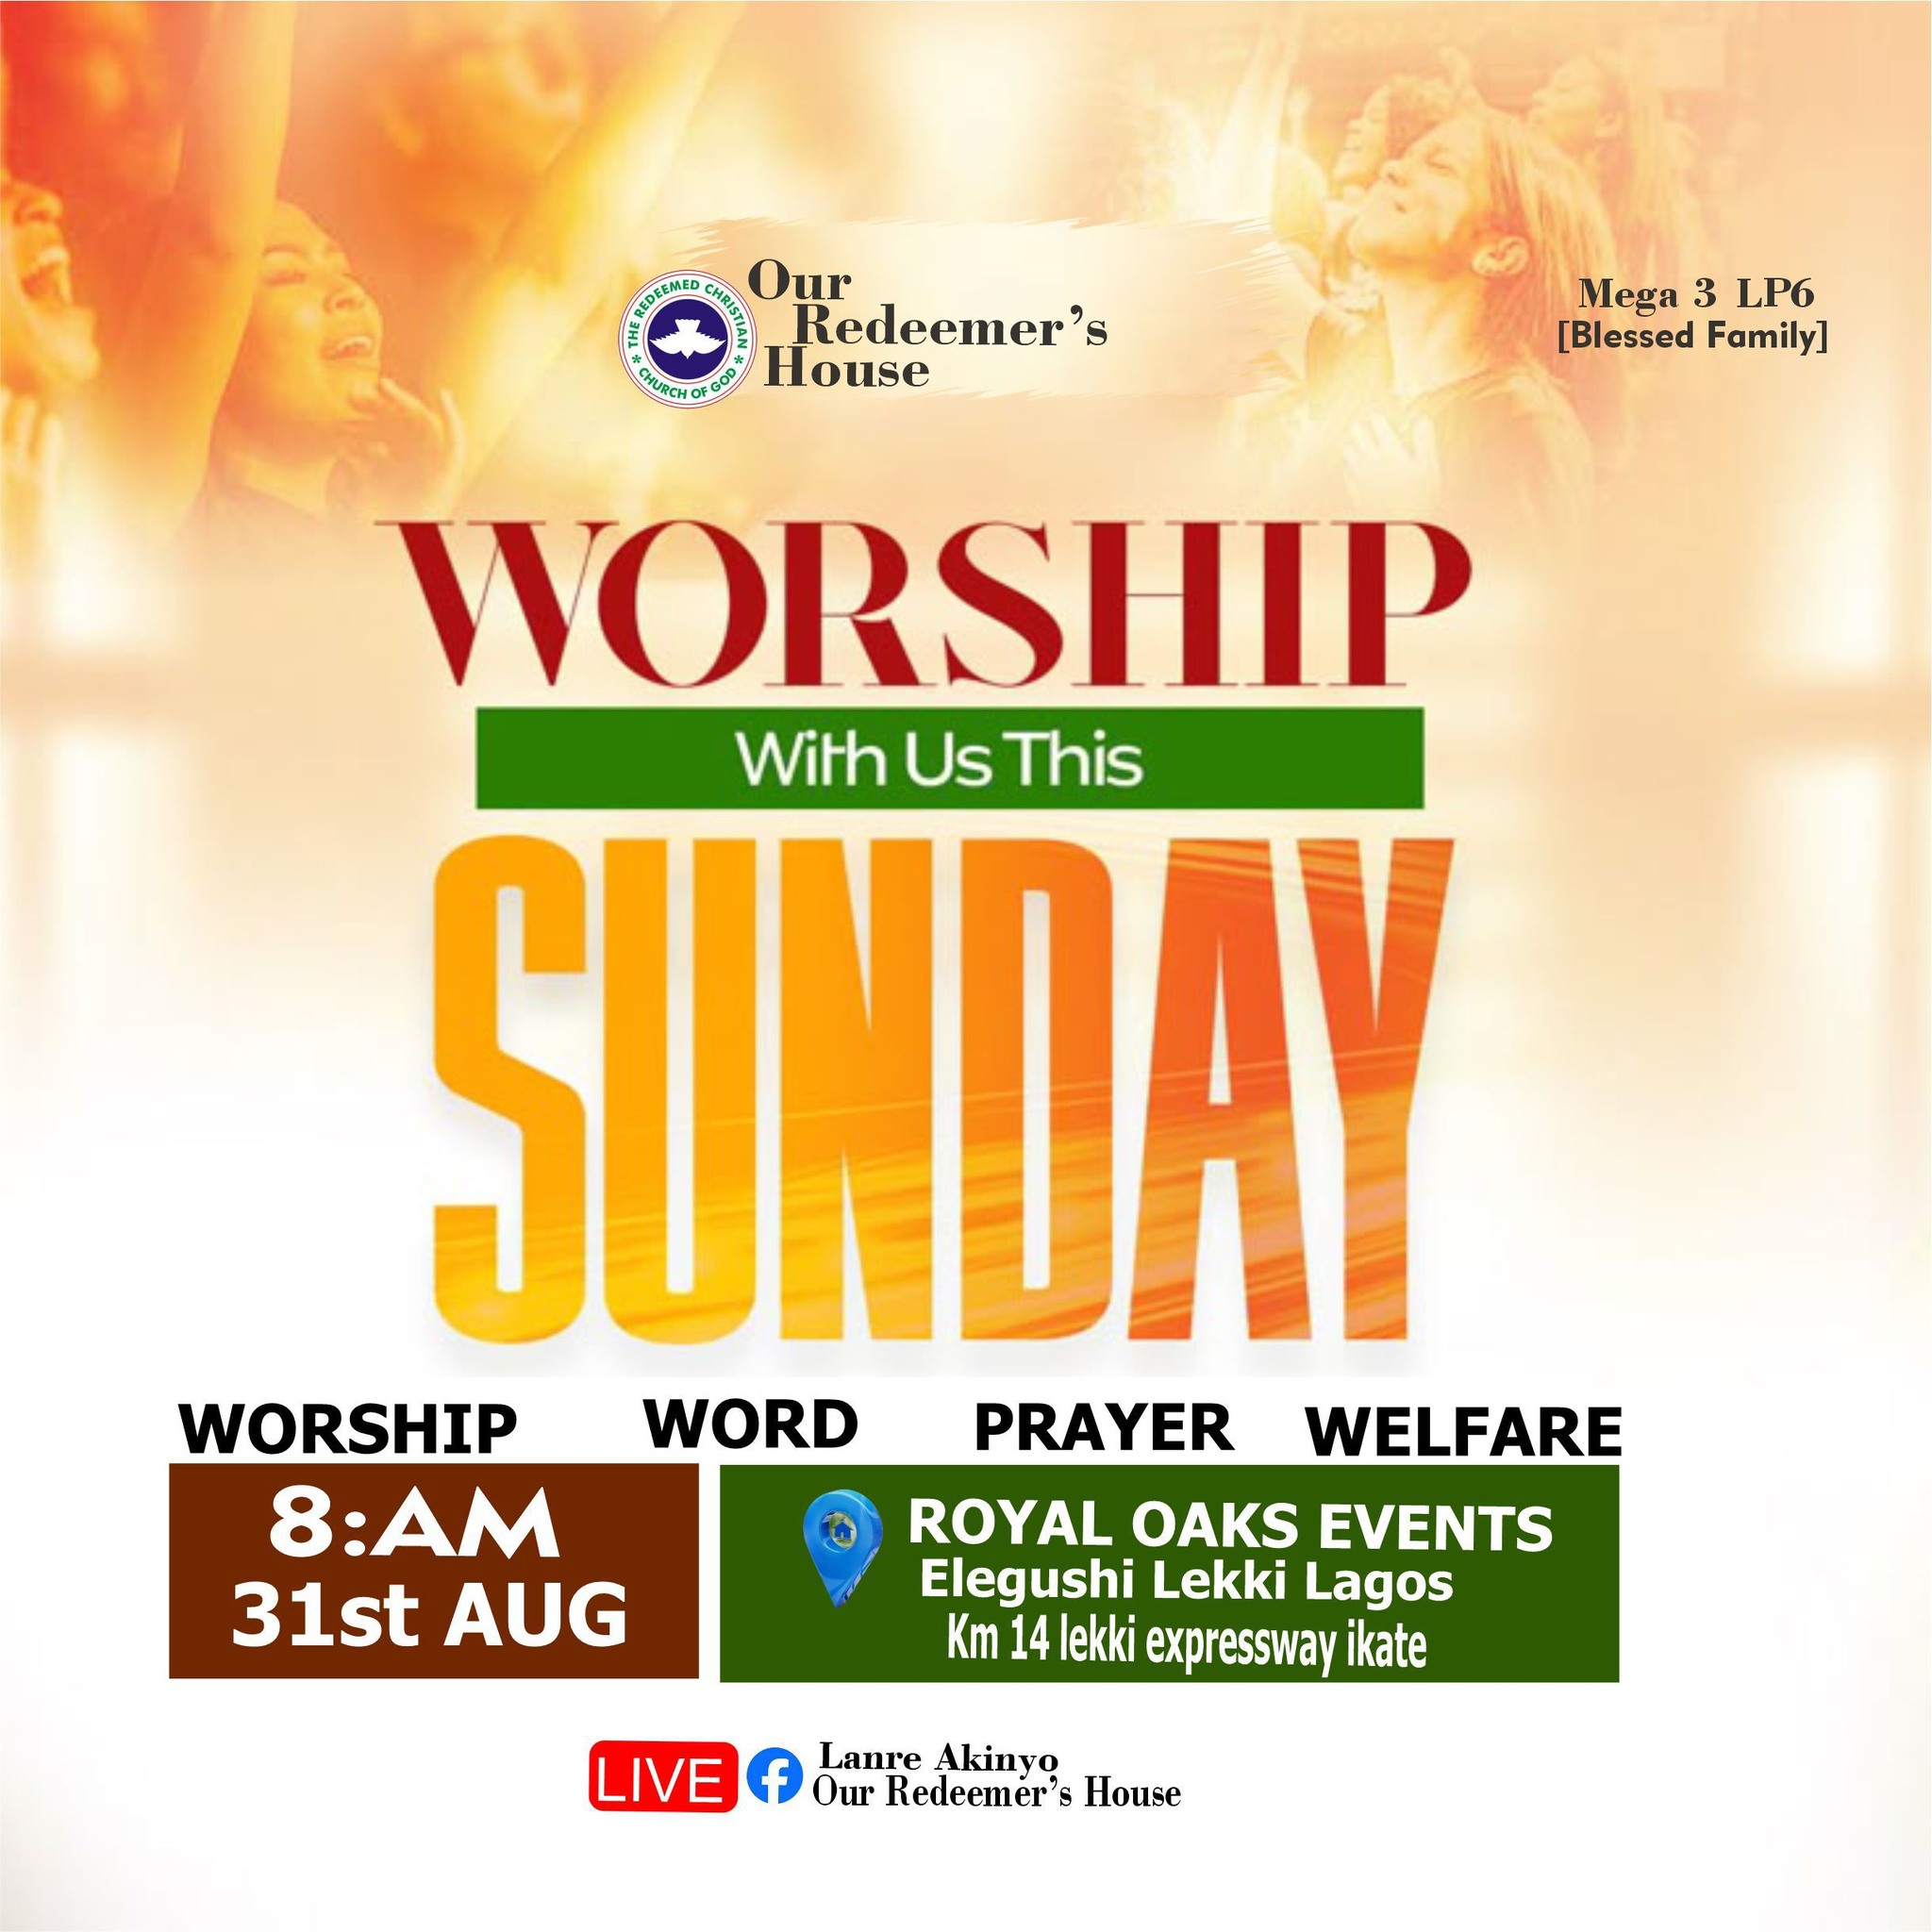 THE REDEEMED CHRISTIAN
CHURCH OF GOD
Our
Redeemer's
House
Mega 3 LP6
[Blessed Family]
WORSHIP
With Us This
SUNDAY
WORSHIP WORD PRAYER WELFARE
8:AM
31st AUG
ROYAL OAKS EVENTS
Elegushi Lekki Lagos
Km 14 lekki expressway ikate
LIVE
Lanre Akinyo
Our Redeemer's House